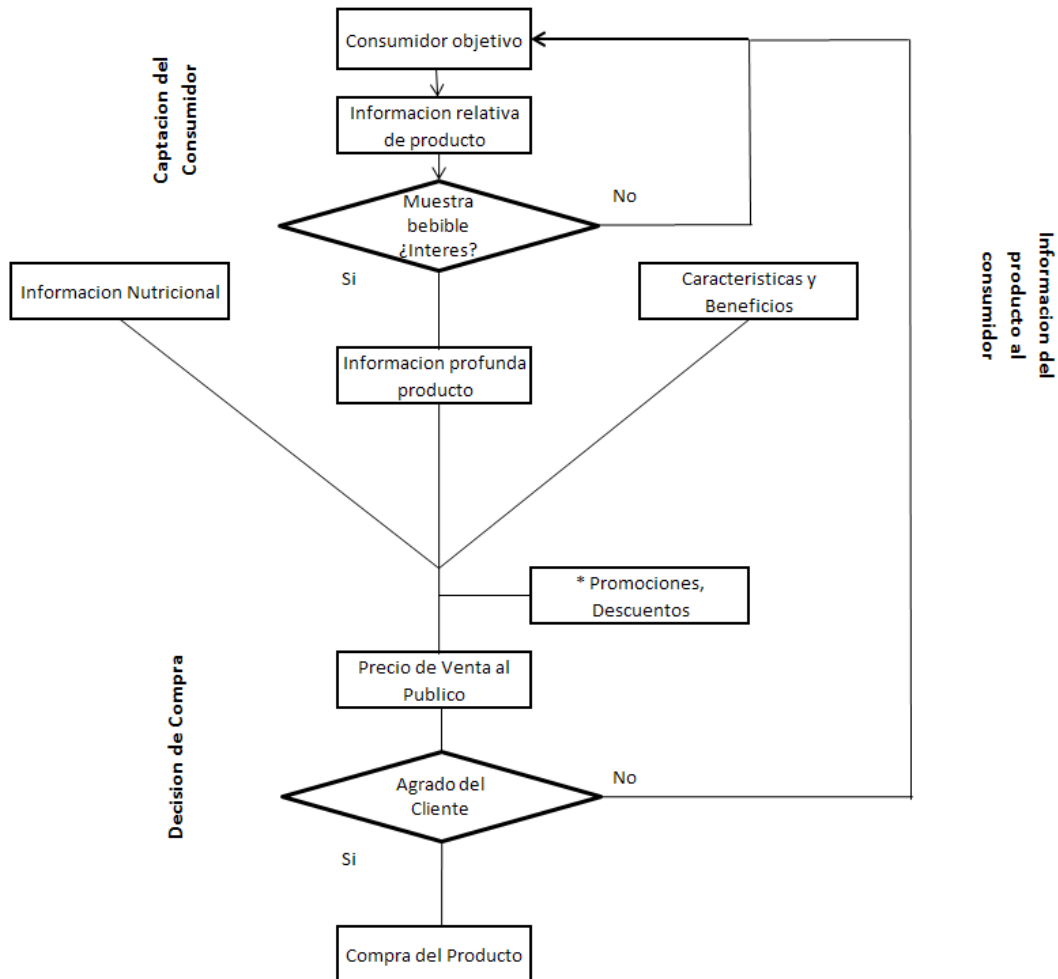 Consumidor objetivo
Captacion del
Consumidor
Informacion relativa
de producto
Muestra
bebible
¿Interes?
No
Si
Informacion Nutricional
Caracteristicas y
Beneficios
Informacion del
producto al
consumidor
Informacion profunda
producto
* Promociones,
Descuentos
Decision de Compra
Precio de Venta al
Publico
Agrado del
Cliente
No
Si
Compra del Producto